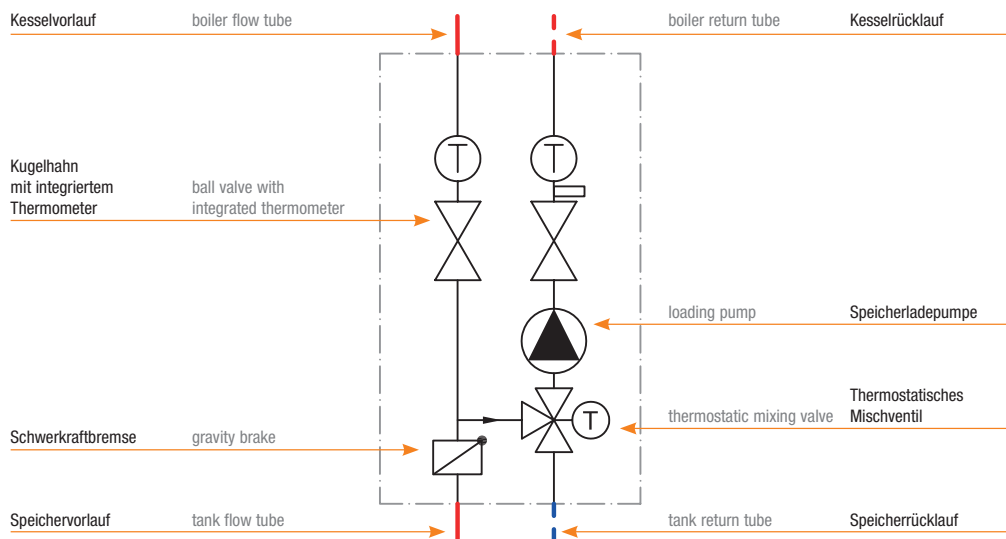 Kesselvorlauf boiler flow tube
boiler return tube Kesselrücklauf
T T
Kugelhahn
mit integriertem ball valve with
Thermometer integrated thermometer
loading pump Speicherladepumpe
Thermostatisches
thermostatic mixing valve Mischventil
T
Schwerkraftbremse gravity brake
Speichervorlauf tank flow tube
tank return tube Speicherrücklauf